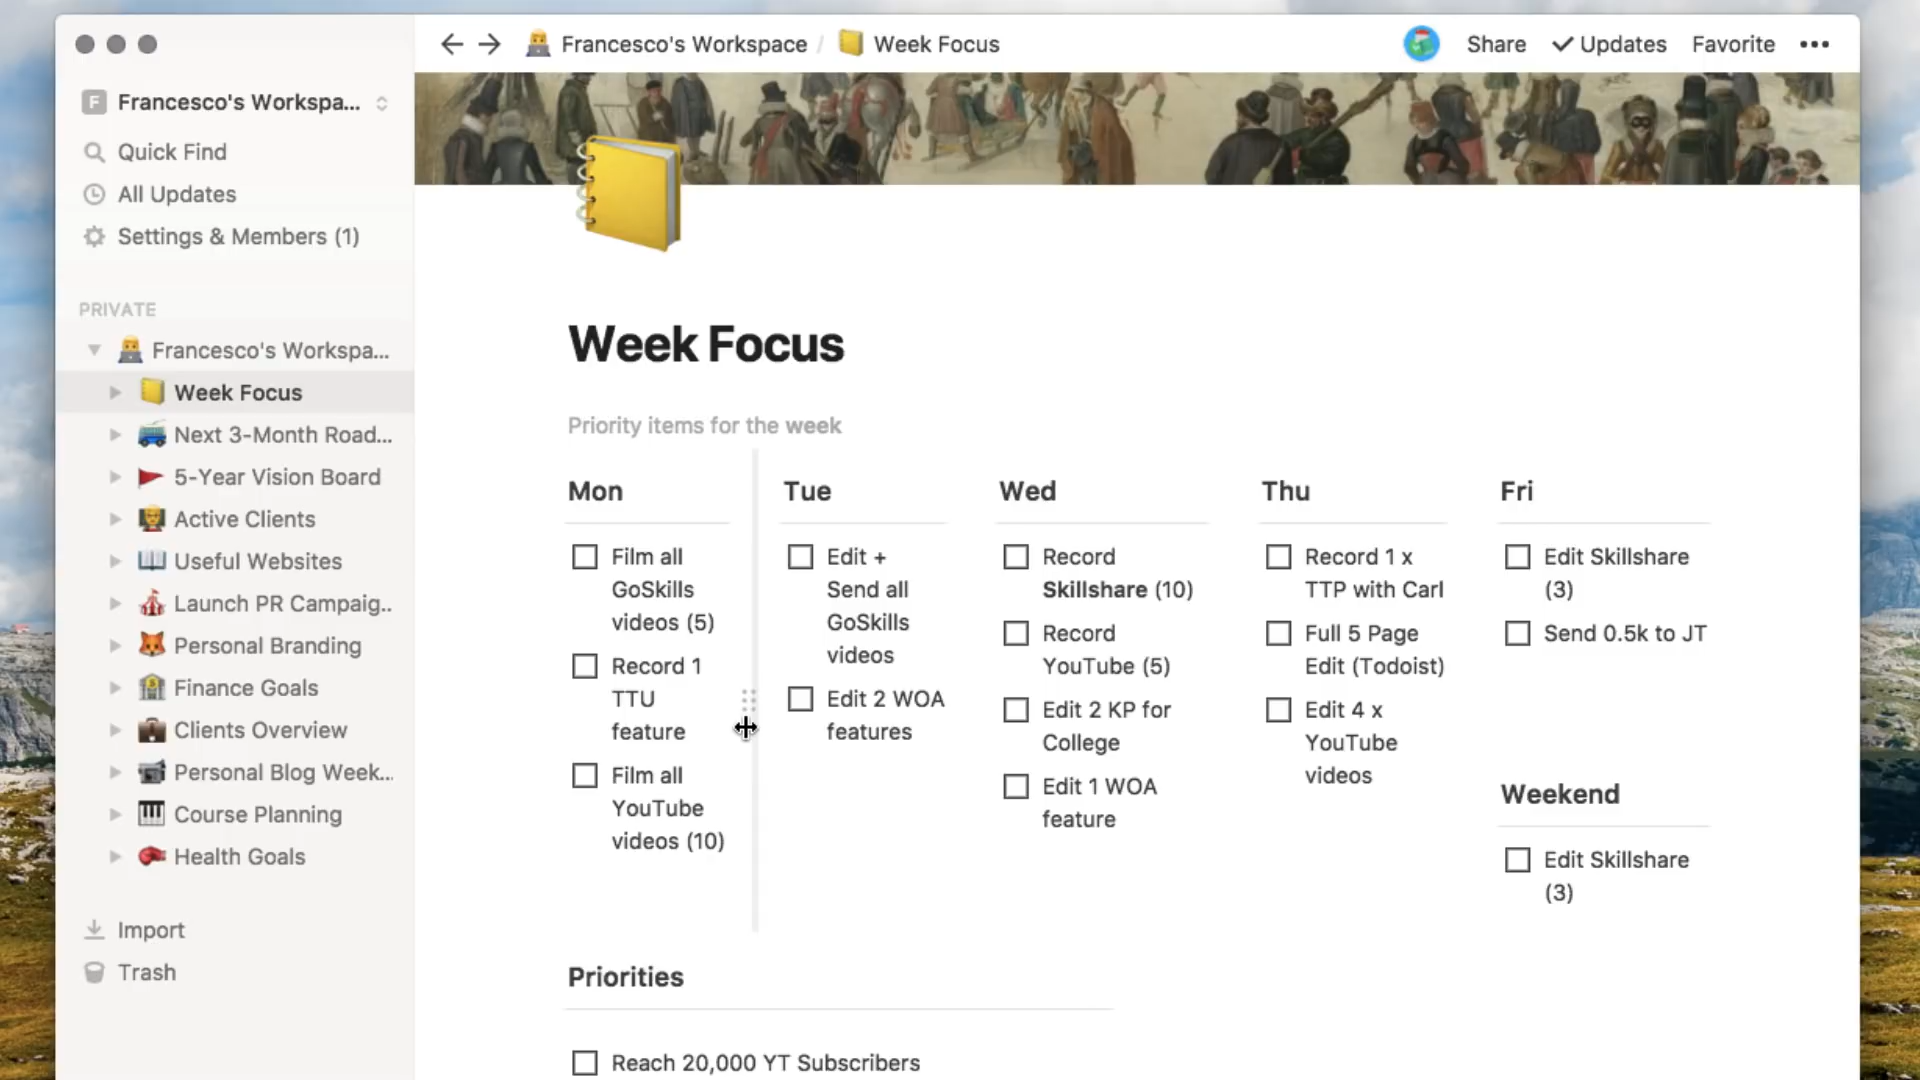 Francesco's Workspace / Week Focus
Share
Updates
Favorite
F Francesco's Workspa...
Quick Find
All Updates
Settings & Members (1)
PRIVATE
Francesco's Workspa...
Week Focus
Next 3-Month Road...
5-Year Vision Board
Active Clients
Useful Websites
Launch PR Campaig..
Personal Branding
Finance Goals
Clients Overview
Personal Blog Week..
Course Planning
Health Goals
Import
Trash
Week Focus
Priority items for the week
Mon
Film all
GoSkills
videos (5)
Record 1
TTU
feature
Film all
YouTube
videos (10)
Tue
Edit +
Send all
GoSkills
videos
Edit 2 WOA
features
Wed
Record
Skillshare (10)
Record
YouTube (5)
Edit 2 KP for
College
Edit 1 WOA
feature
Thu
Record 1 x
TTP with Carl
Full 5 Page
Edit (Todoist)
Edit 4 x
YouTube
videos
Fri
Edit Skillshare
(3)
Send 0.5k to JT
Weekend
Edit Skillshare
(3)
Priorities
Reach 20,000 YT Subscribers